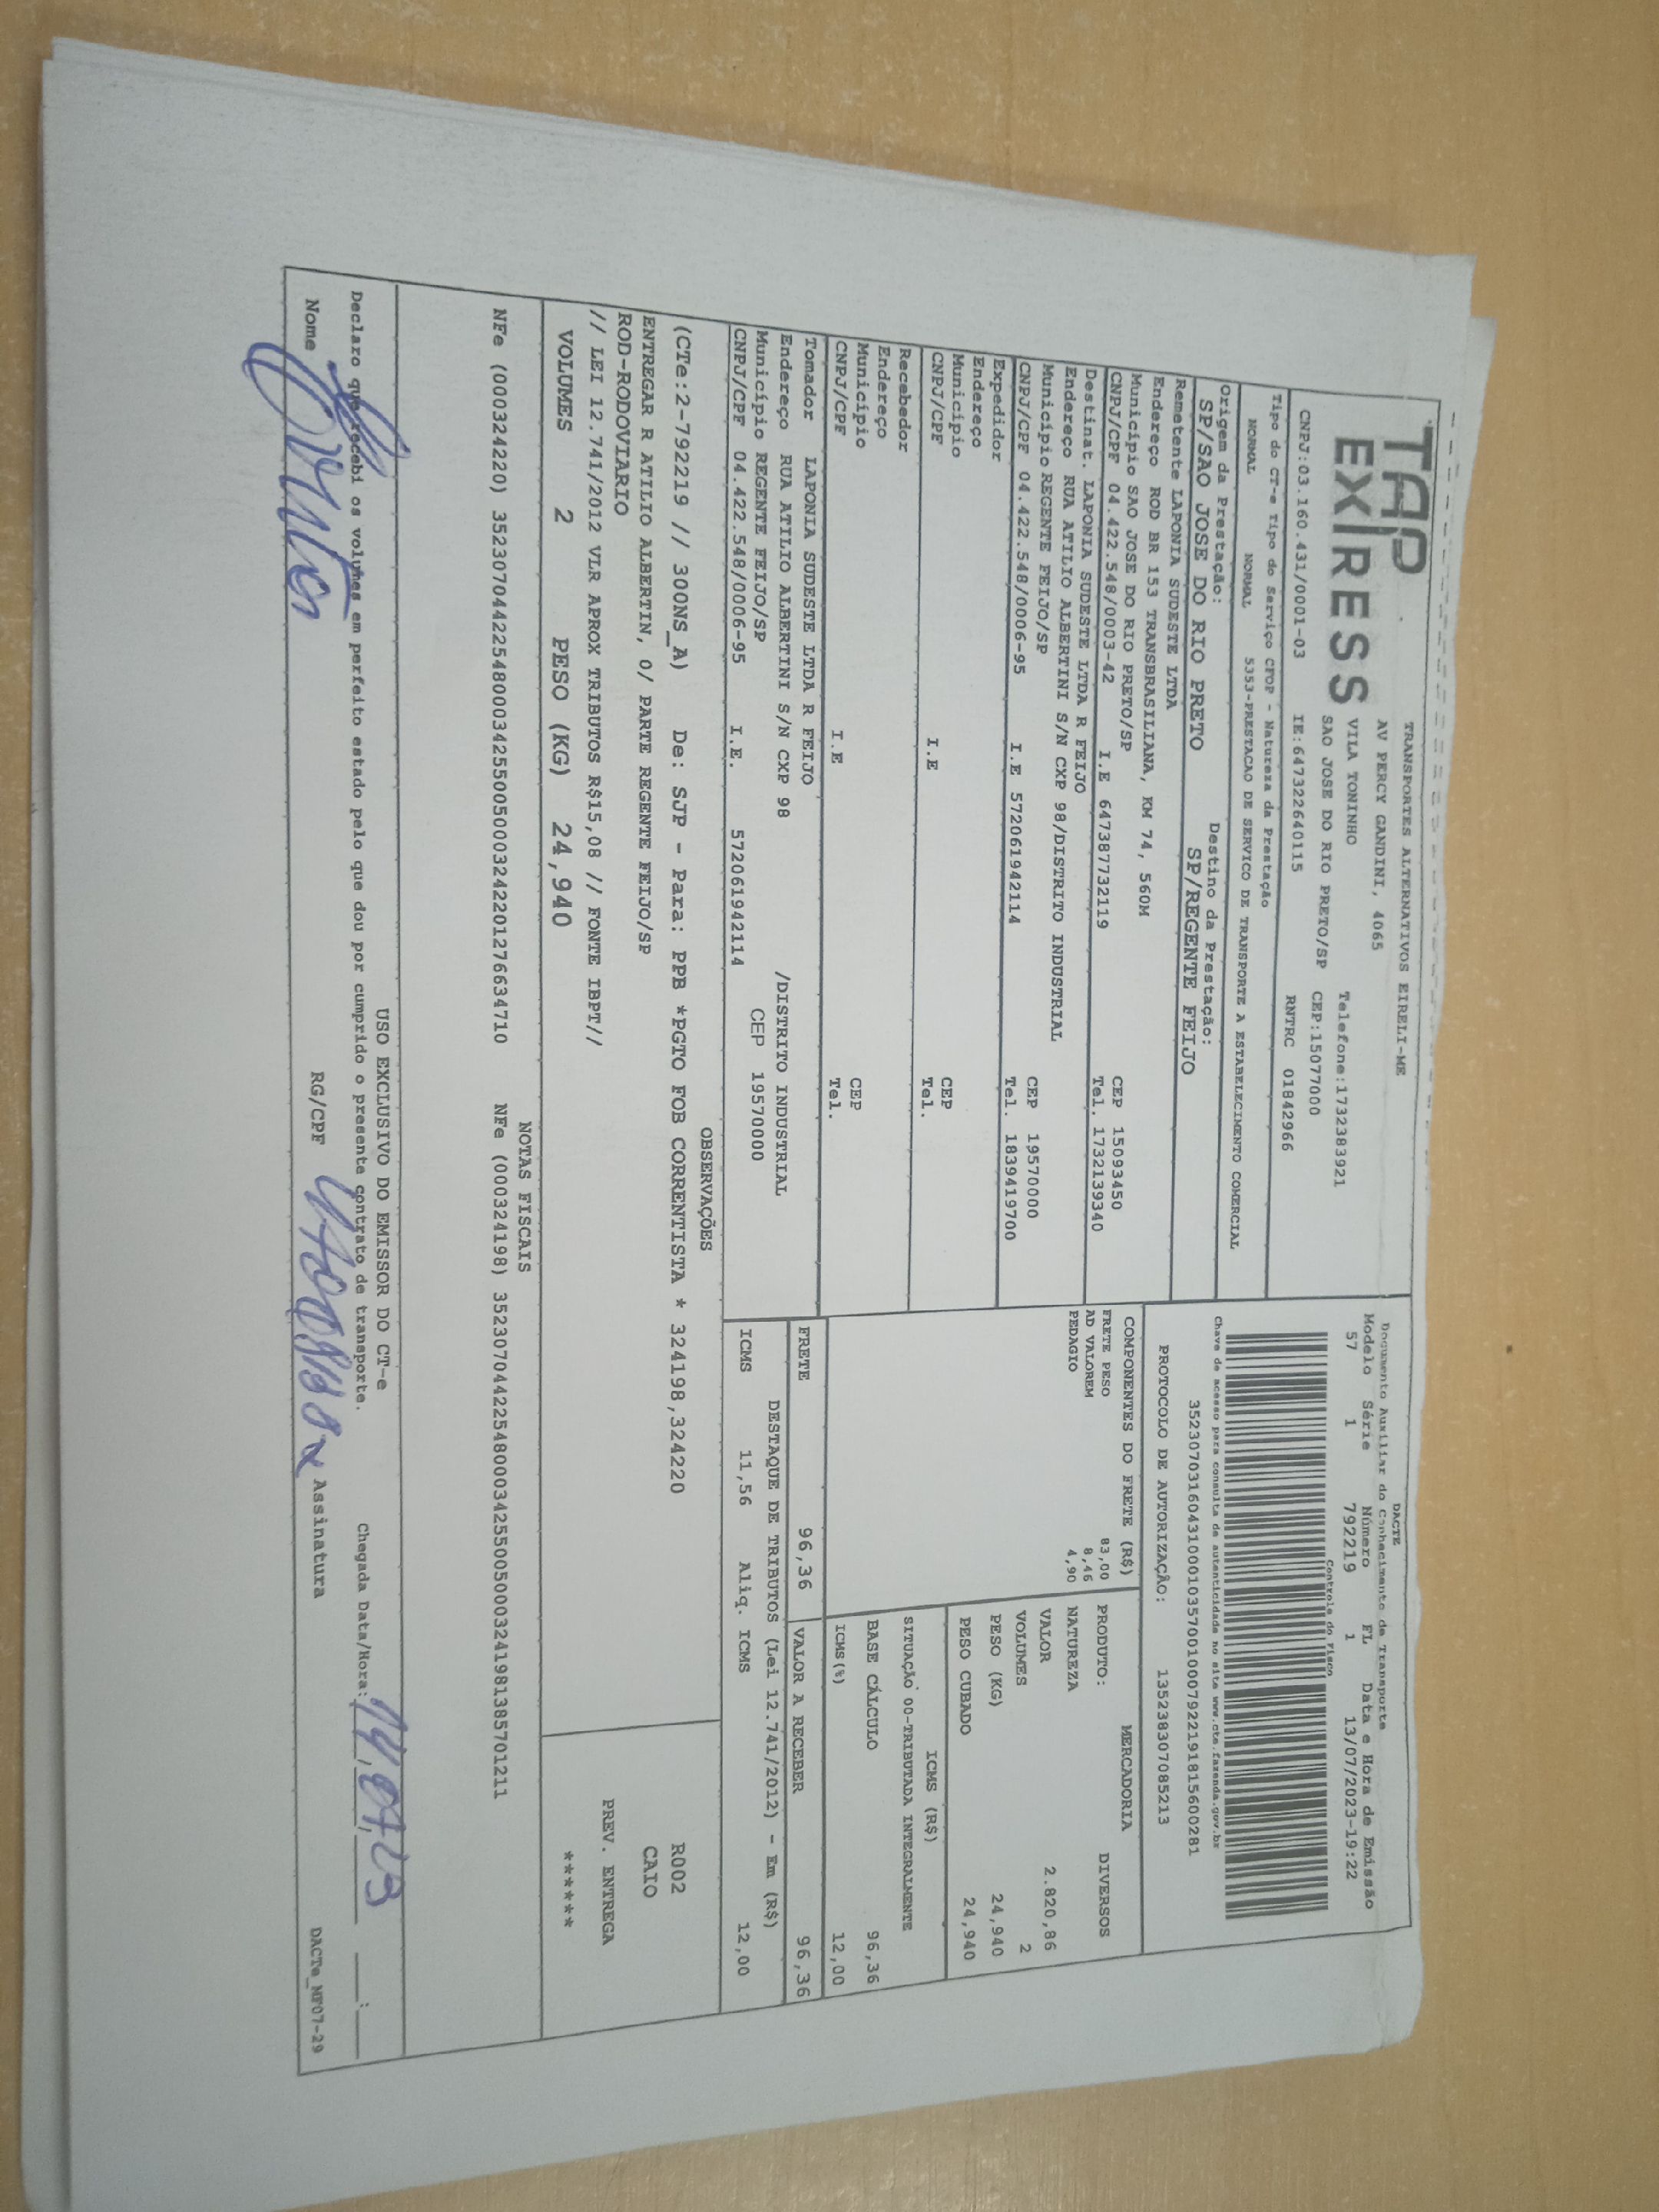 TAP
EXPRESS
TRANSPORTES ALTERNATIVOS EIRELI-ME
AV PERCY GANDINI, 4065
VILA TONINHO Telefone:1732383921
SAO JOSE DO RIO PRETO/SP CEP:15077000
CNPJ:03.160.431/0001-03 IE:647322640115 RNTRC 01842966
DACTE
Documento Auxiliar do Conhecimento de Transporte
Modelo Série Número FL Data e Hora de Emissão
57 1 792219 1 13/07/2023-19:22
Controle do Fisco
Tipo do CT-e Tipo do Serviço CFOP - Natureza da Prestação
NORMAL NORMAL 5353-PRESTACAO DE SERVICO DE TRANSPORTE A ESTABELECIMENTO COMERCIAL
Chave de acesso para consulta de autenticidade no site www.cte.fazenda.gov.br
35230703160431000103570010007922191815600281
PROTOCOLO DE AUTORIZAÇÃO: 135238307085213
Origem da Prestação: Destino da Prestação:
SP/SAO JOSE DO RIO PRETO SP/REGENTE FEIJO
Remetente LAPONIA SUDESTE LTDA
Endereço ROD BR 153 TRANSBRASILIANA, KM 74, 560M
Município SAO JOSE DO RIO PRETO/SP CEP 15093450
CNPJ/CPF 04.422.548/0003-42 I.E 647387732119 Tel. 1732139340
Destinat. LAPONIA SUDESTE LTDA R FEIJO
Endereço RUA ATILIO ALBERTINI S/N CXP 98/DISTRITO INDUSTRIAL
Município REGENTE FEIJO/SP CEP 19570000
CNPJ/CPF 04.422.548/0006-95 I.E 572061942114 Tel. 1839419700
Expedidor
Endereço
Município CEP
CNPJ/CPF I.E Tel.
Recebedor
Endereço
Município CEP
CNPJ/CPF I.E Tel.
COMPONENTES DO FRETE (R$)
FRETE PESO 83,00
AD VALOREM 8,46
PEDAGIO 4,90
MERCADORIA
PRODUTO: DIVERSOS
NATUREZA
VALOR 2.820,86
VOLUMES 2
PESO (KG) 24,940
PESO CUBADO 24,940
ICMS (R$)
SITUAÇÃO 00-TRIBUTADA INTEGRALMENTE
BASE CÁLCULO 96,36
ICMS(%) 12,00
Tomador LAPONIA SUDESTE LTDA R FEIJO
Endereço RUA ATILIO ALBERTINI S/N CXP 98 /DISTRITO INDUSTRIAL
Município REGENTE FEIJO/SP CEP 19570000
CNPJ/CPF 04.422.548/0006-95 I.E. 572061942114
FRETE 96,36 VALOR A RECEBER 96,36
DESTAQUE DE TRIBUTOS (Lei 12.741/2012) - Em (R$)
ICMS 11,56 Aliq. ICMS 12,00
OBSERVAÇÕES
(CTe:2-792219 // 300NS_A) De: SJP - Para: PPB *PGTO FOB CORRENTISTA * 324198,324220
ENTREGAR R ATILIO ALBERTIN, 0/ PARTE REGENTE FEIJO/SP
ROD-RODOVIARIO
// LEI 12.741/2012 VLR APROX TRIBUTOS R$15,08 // FONTE IBPT//
R002
CAIO
PREV. ENTREGA
******
VOLUMES 2 PESO (KG) 24,940
NOTAS FISCAIS
NFe (000324220) 35230704422548000342550050003242201276634710 NFe (000324198) 35230704422548000342550050003241981385701211
USO EXCLUSIVO DO EMISSOR DO CT-e
Declaro que recebi os volumes em perfeito estado pelo que dou por cumprido o presente contrato de transporte. Chegada Data/Hora: 14/07/23 __:__
Nome RG/CPF Assinatura
DACTe_MF07-29